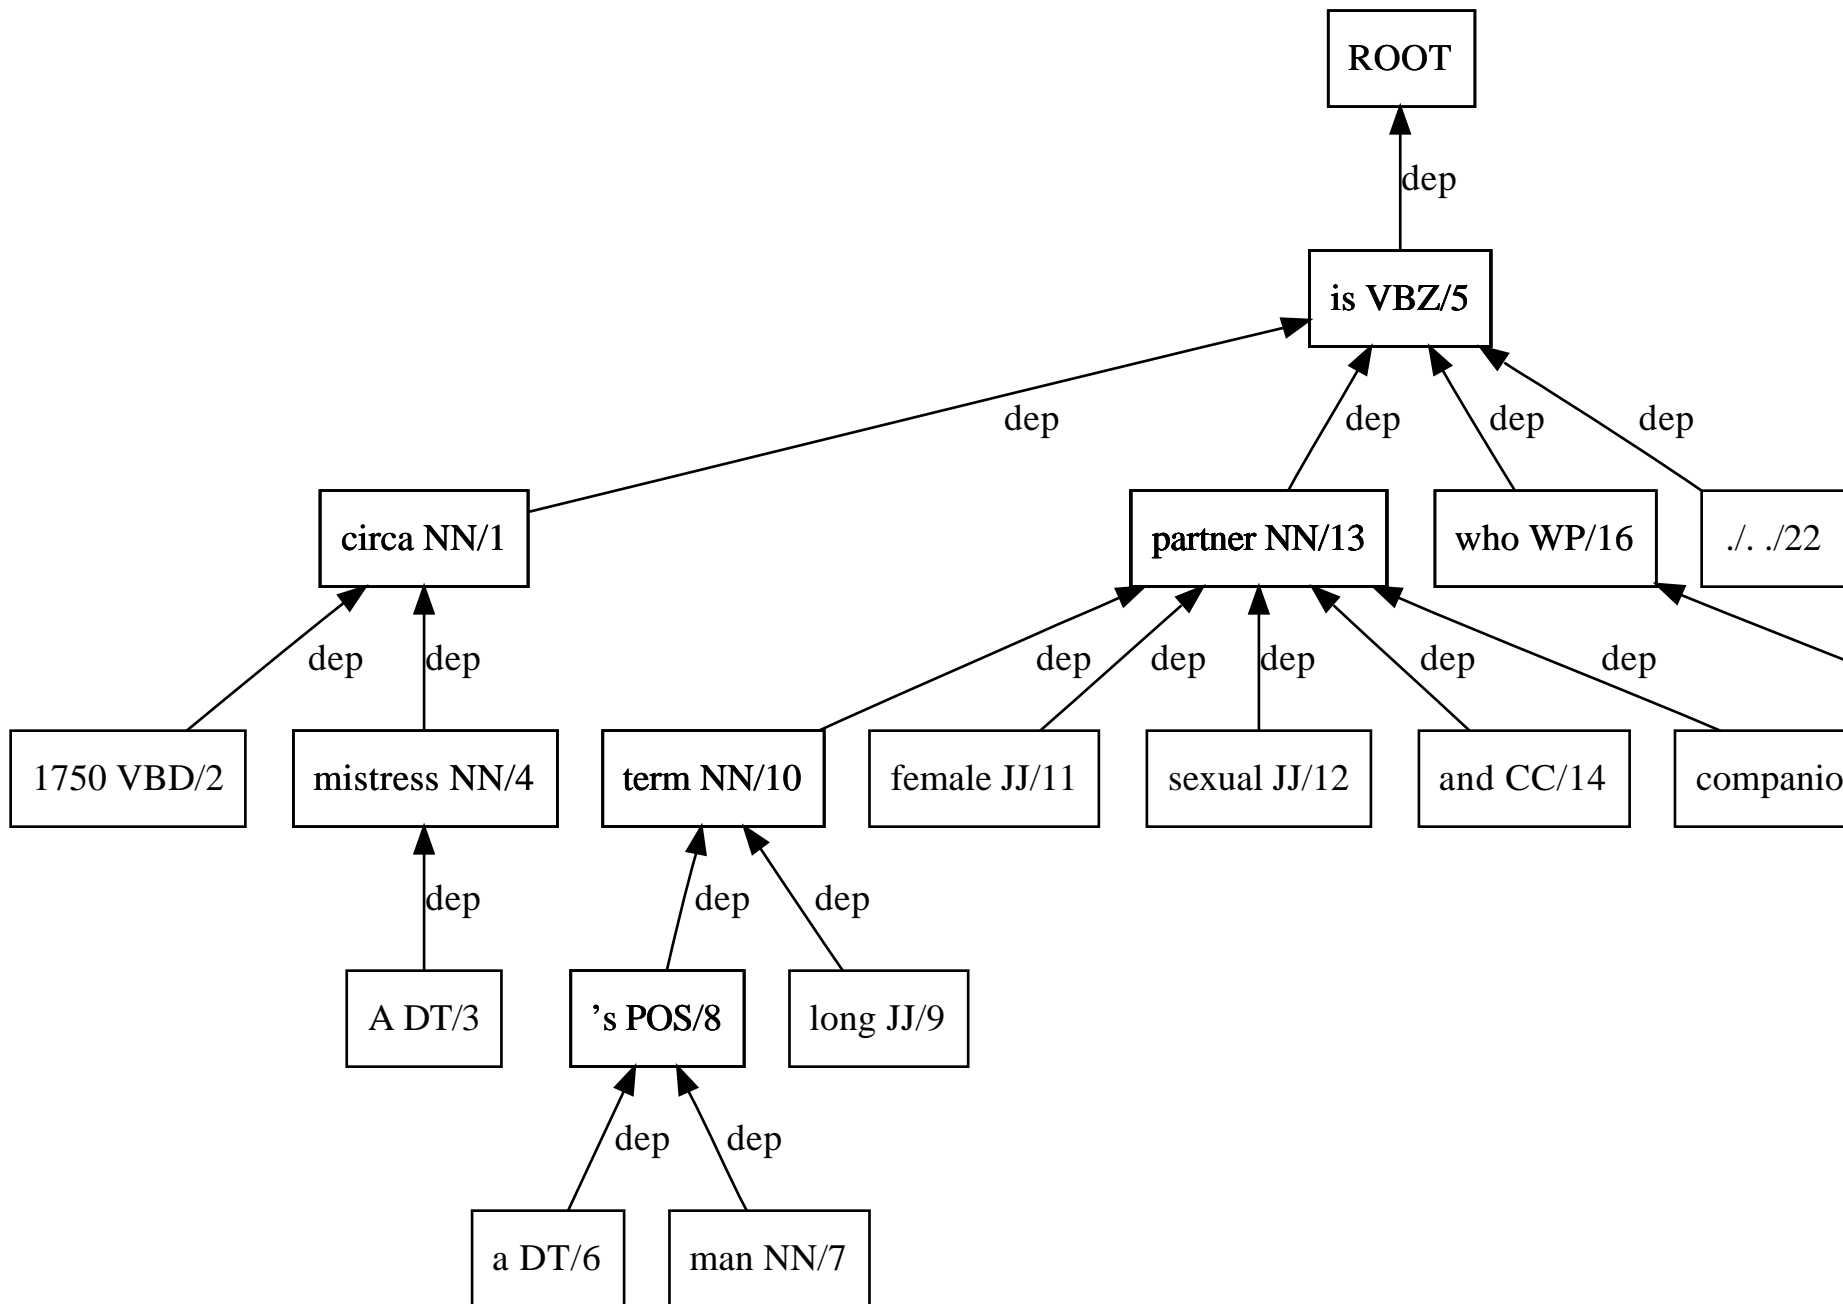 ROOT
dep
is VBZ/5
dep dep dep dep
circa NN/1 partner NN/13 who WP/16 ./. ./22
dep dep dep dep dep dep dep
1750 VBD/2 mistress NN/4 term NN/10 female JJ/11 sexual JJ/12 and CC/14 companio
dep dep dep
A DT/3 ’s POS/8 long JJ/9
dep dep
a DT/6 man NN/7